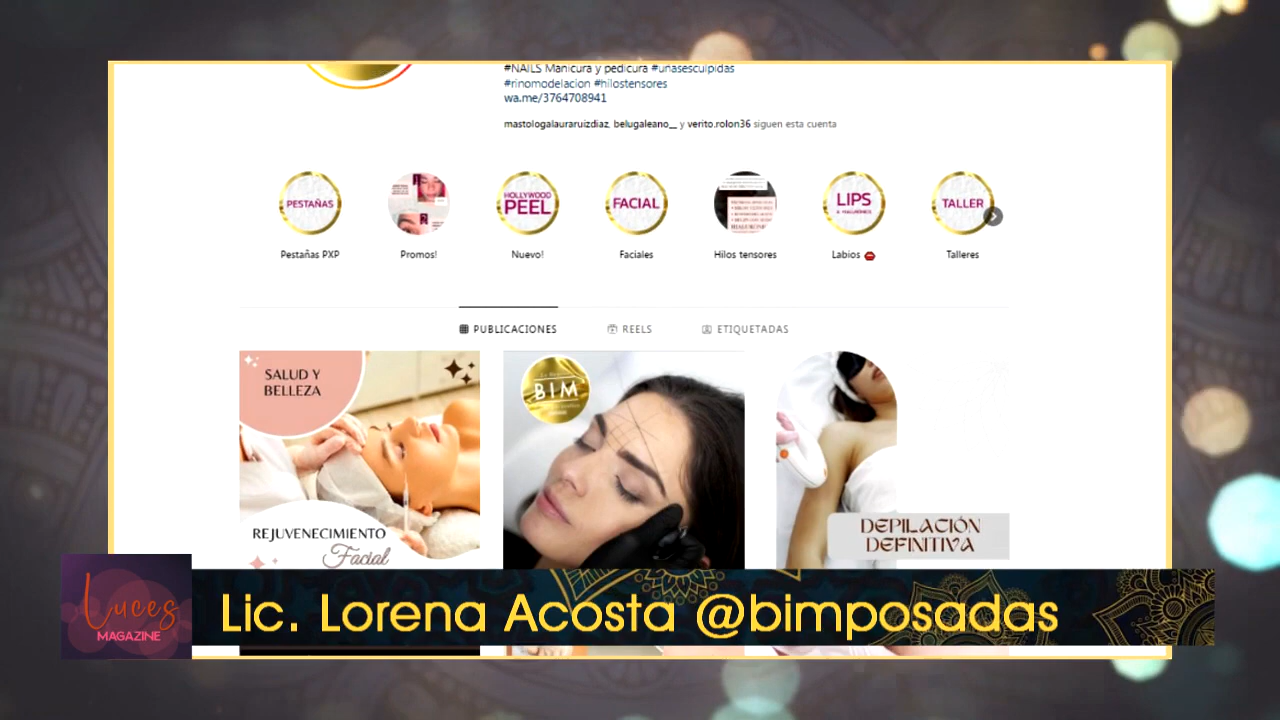 #NAILS Manicura y pedicura #uñasesculpidas
#rinomodelacion #hilostensores
wa.me/3764708941
mastologalauraruizdiaz, belugaleano__ y verito.rolon36 siguen esta cuenta
PESTAÑAS
HOLLYWOOD
PEEL
FACIAL
LIPS
TALLER
Pestañas PXP
Promos!
Nuevo!
Faciales
Hilos tensores
Labios
Talleres
PUBLICACIONES
REELS
ETIQUETADAS
SALUD Y
BELLEZA
REJUVENECIMIENTO
Facial
BIM
DEPILACIÓN
DEFINITIVA
Luces
MAGAZINE
Lic. Lorena Acosta @bimposadas